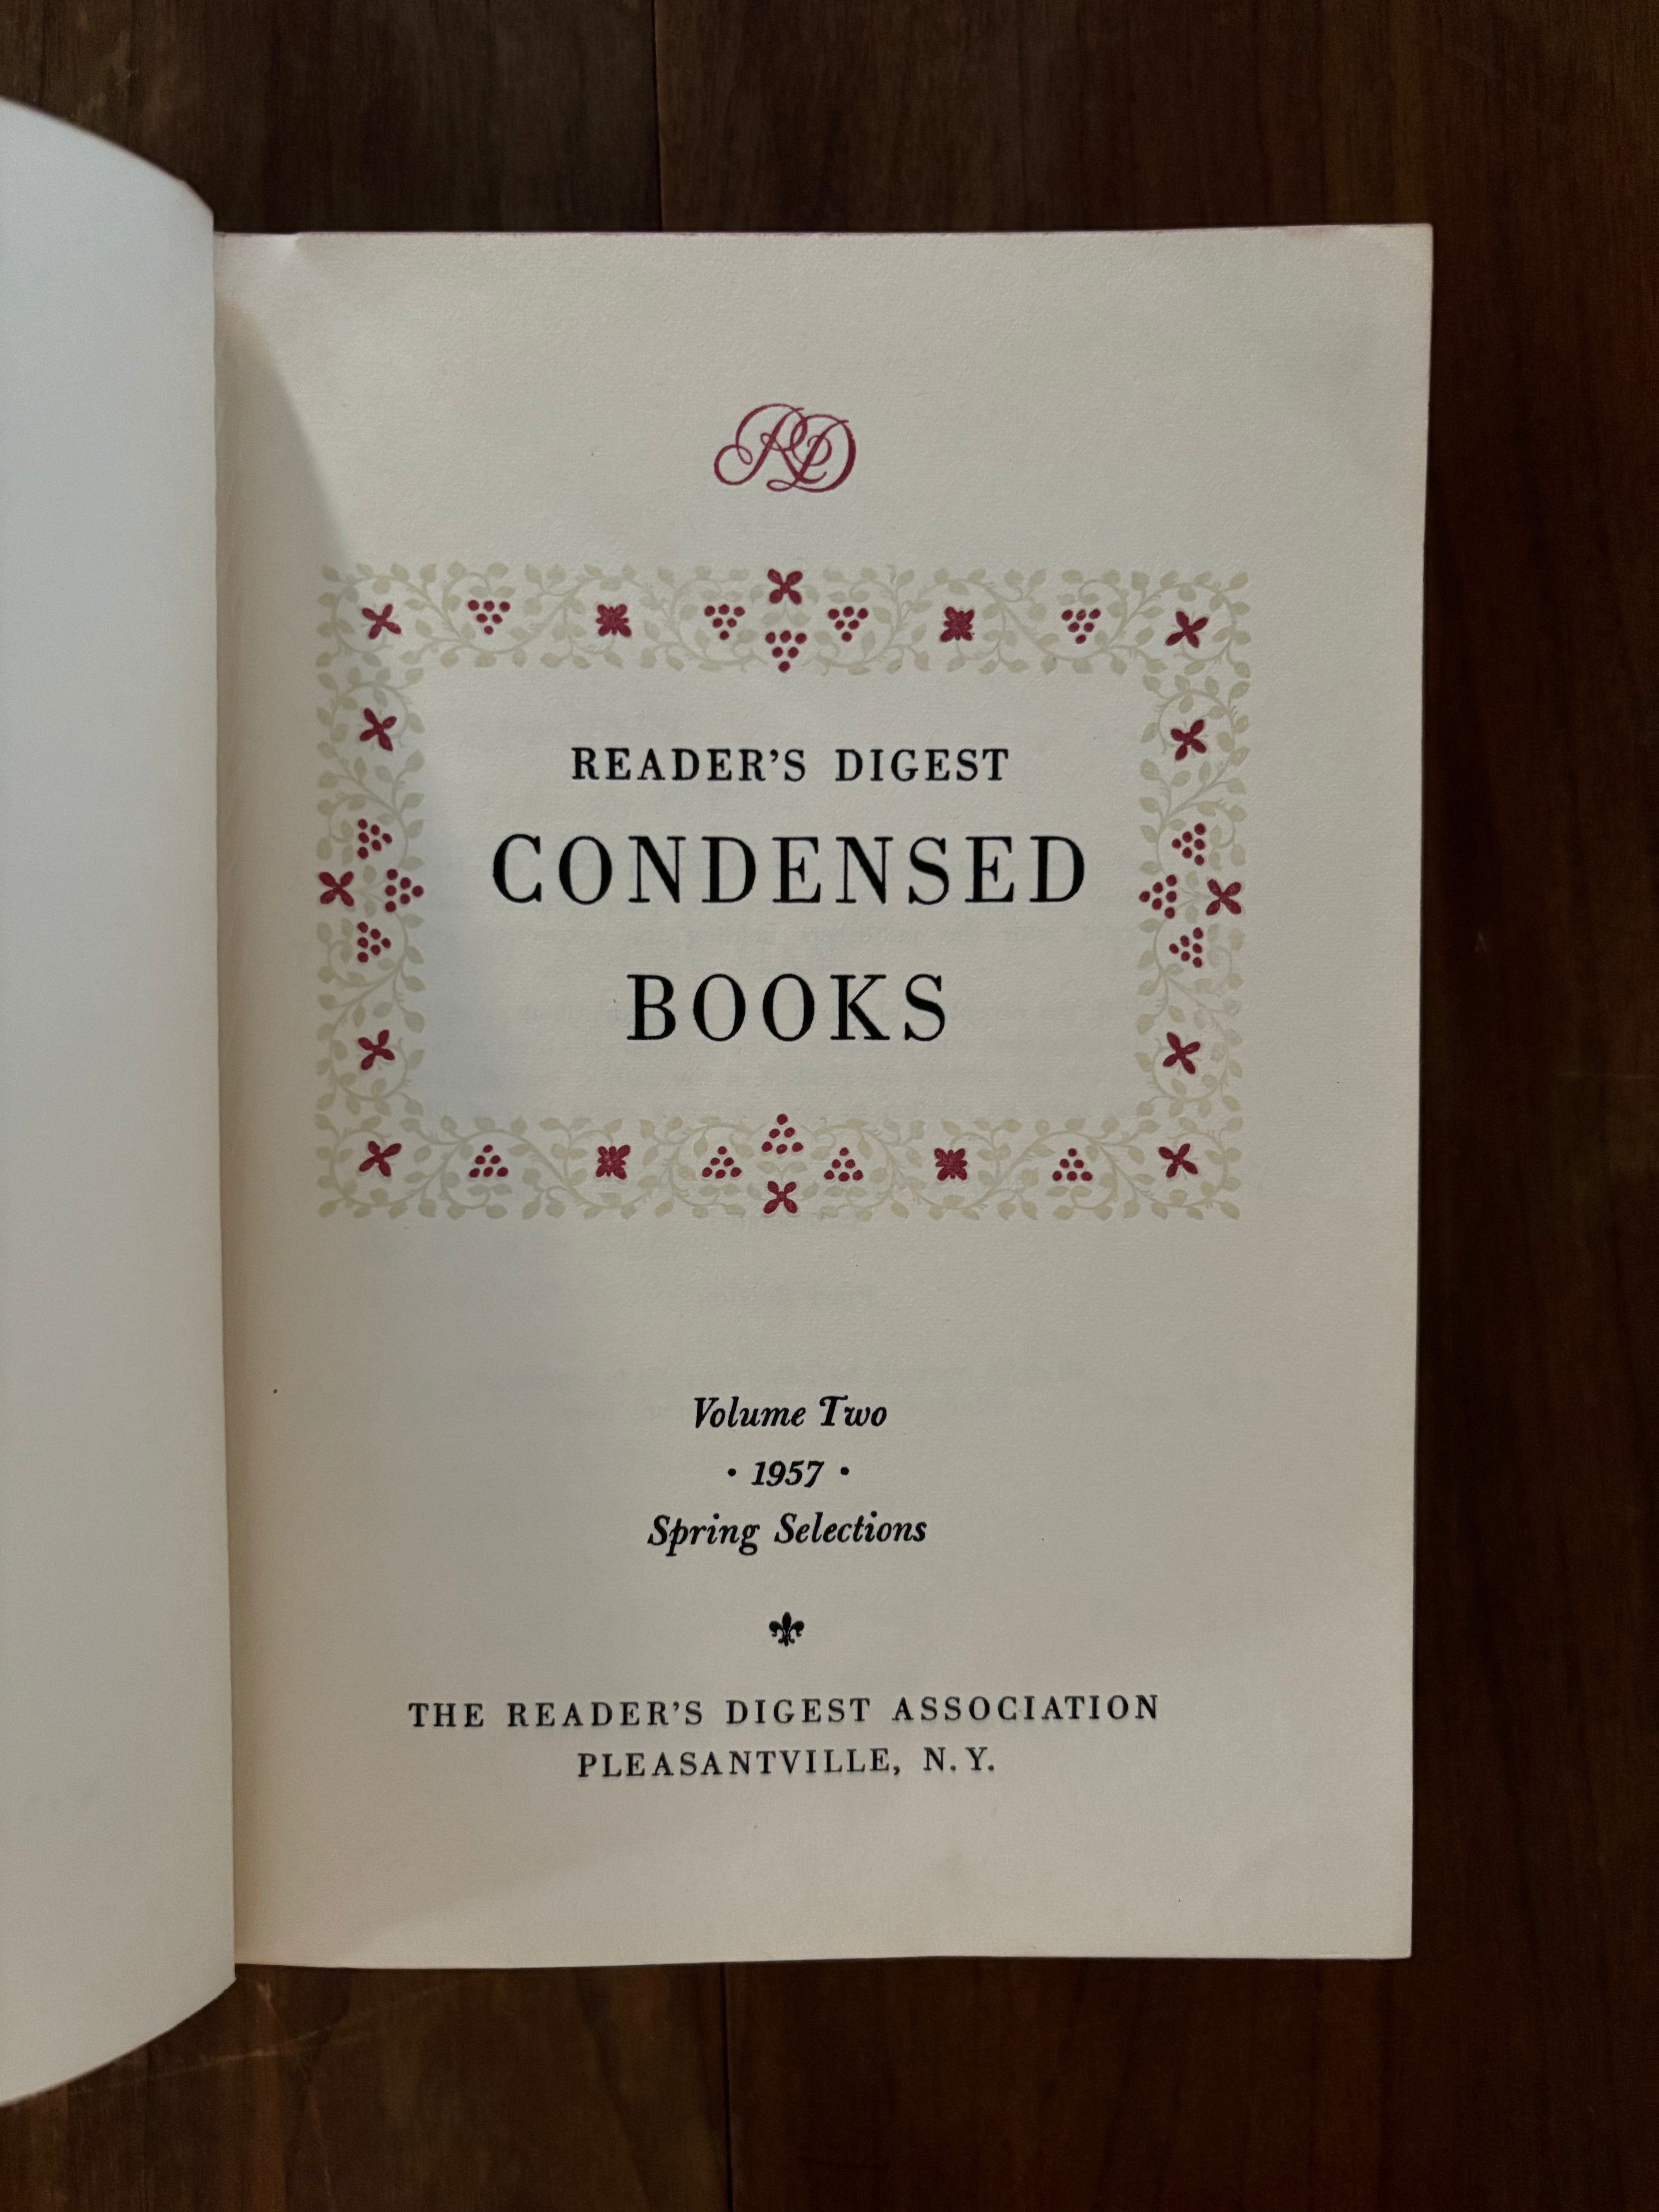 RD
READER'S DIGEST
CONDENSED
BOOKS
Volume Two
• 1957 •
Spring Selections
THE READER'S DIGEST ASSOCIATION
PLEASANTVILLE, N.Y.